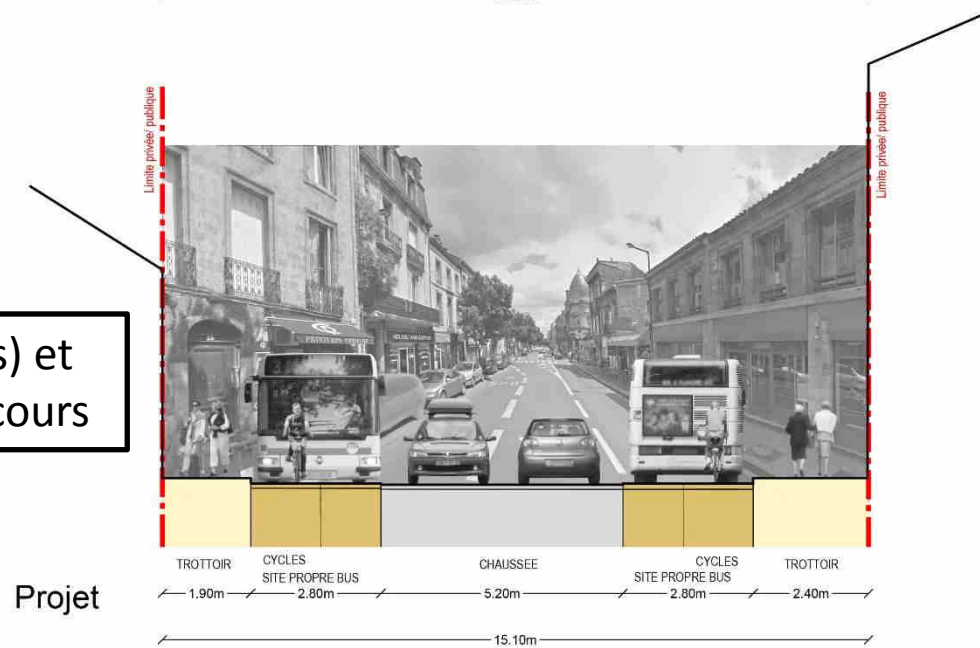 Limite privée/ publique
Limite privée/ publique
s) et
cours
PRINTEMPS
TROTTOIR
CYCLES
SITE PROPRE BUS
CHAUSSEE
CYCLES
SITE PROPRE BUS
TROTTOIR
Projet
1.90m
2.80m
5.20m
2.80m
2.40m
15.10m